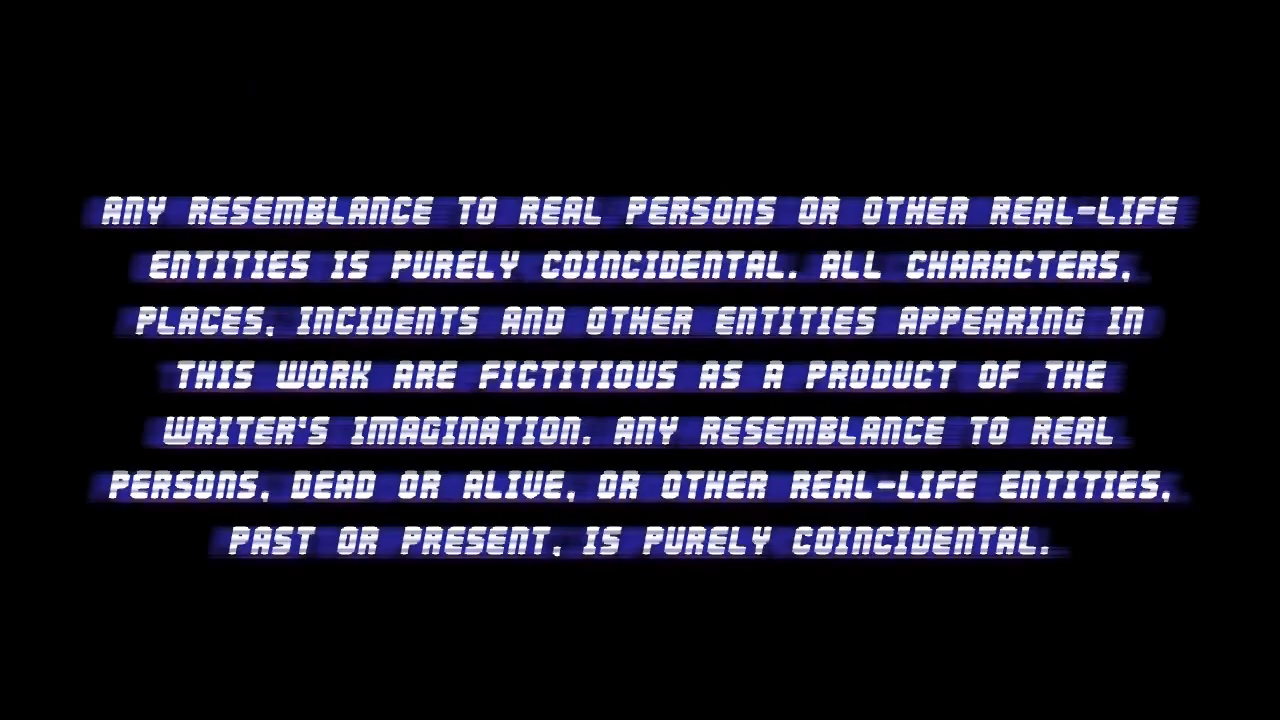 ANY RESEMBLANCE TO REAL PERSONS OR OTHER REAL-LIFE
ENTITIES IS PURELY COINCIDENTAL. ALL CHARACTERS,
PLACES, INCIDENTS AND OTHER ENTITIES APPEARING IN
THIS WORK ARE FICTITIOUS AS A PRODUCT OF THE
WRITER'S IMAGINATION. ANY RESEMBLANCE TO REAL
PERSONS, DEAD OR ALIVE, OR OTHER REAL-LIFE ENTITIES,
PAST OR PRESENT, IS PURELY COINCIDENTAL.